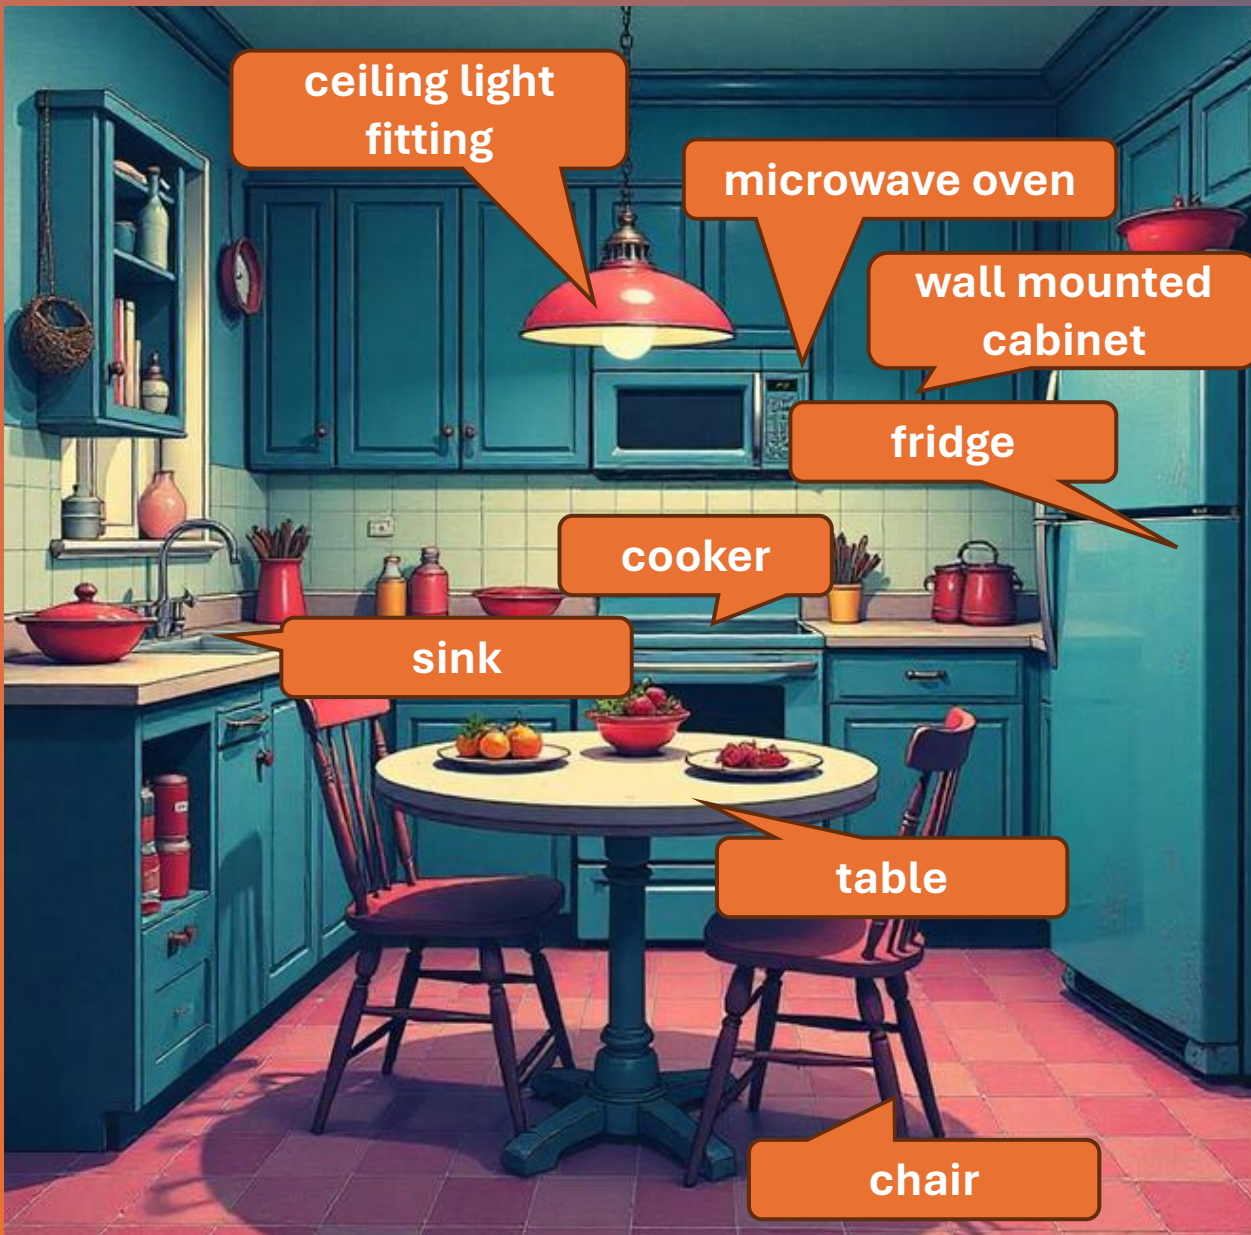 ceiling light
fitting
microwave oven
wall mounted
cabinet
fridge
cooker
sink
table
chair